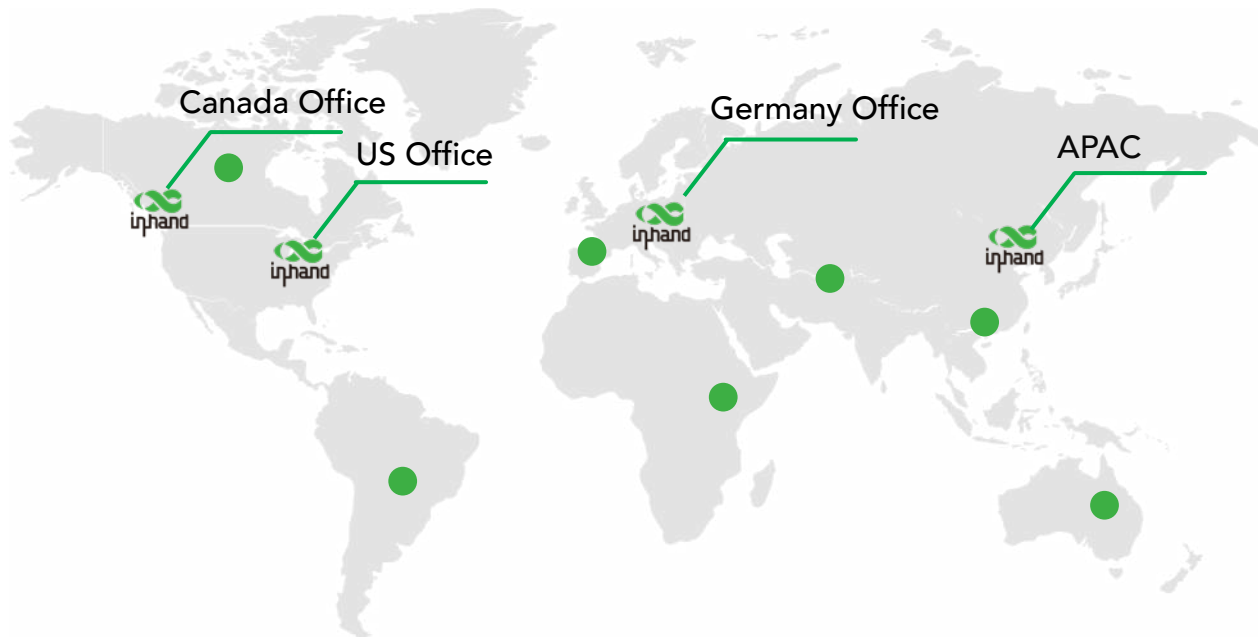 Canada Office
US Office
Germany Office
APAC
inhand
inhand
inhand
inhand